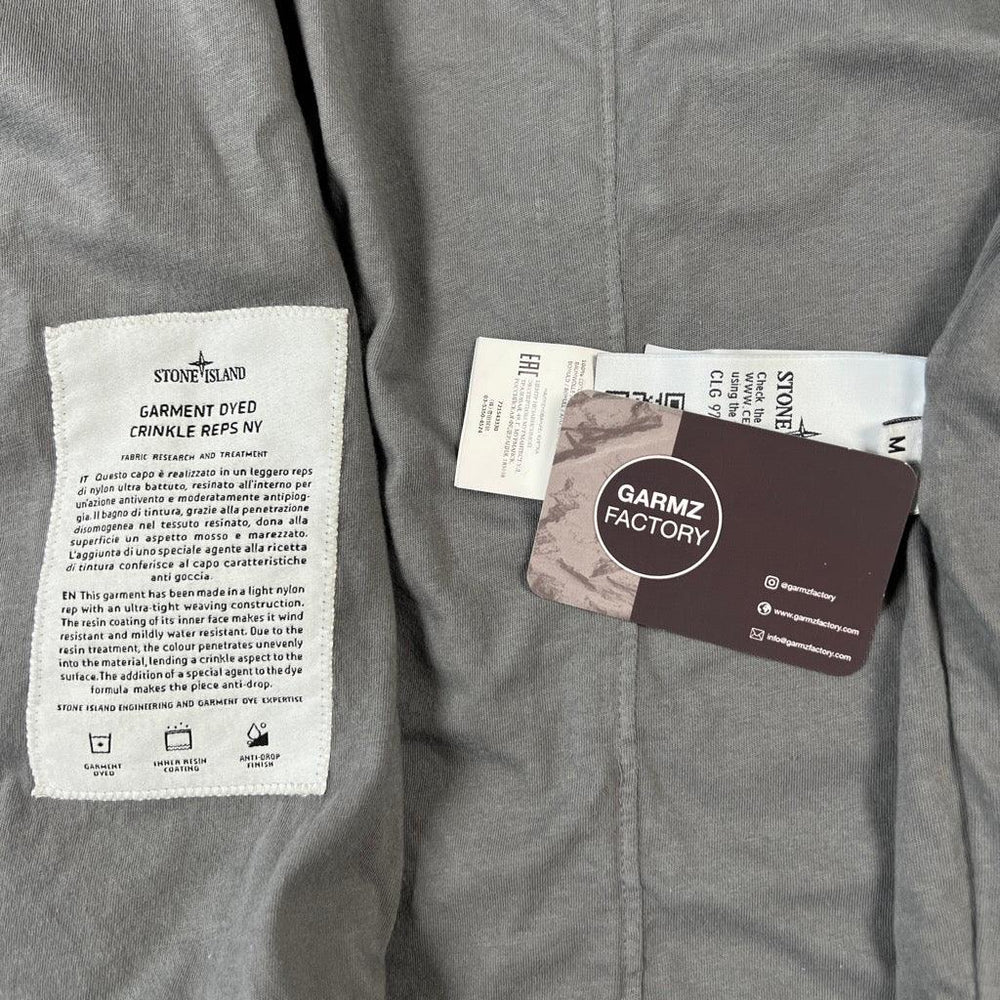 STONE ISLAND
GARMENT DYED
CRINKLE REPS NY
FABRIC RESEARCH AND TREATMENT
IT Questo capo è realizzato in un leggero reps
di nylon ultra battuto, resinato all'interno per
un'azione antivento e moderatamente antipiog-
gia. Il bagno di tintura, grazie alla penetrazione
disomogenea nel tessuto resinato, dona alla
superficie un aspetto mosso e marezzato.
L'aggiunta di uno speciale agente alla ricetta
di tintura conferisce al capo caratteristiche
anti goccia.
EN This garment has been made in a light nylon
rep with an ultra-tight weaving construction.
The resin coating of its inner face makes it wind
resistant and mildly water resistant. Due to the
resin treatment, the colour penetrates unevenly
into the material, lending a crinkle aspect to the
surface. The addition of a special agent to the dye
formula makes the piece anti-drop.
STONE ISLAND ENGINEERING AND GARMENT DYE EXPERTISE
GARMENT
DYED
INNER RESIN
COATING
ANTI-DROP
FINISH
EAC
STONE
Check the
WWW.CE
using the
CLG 92
M
GARMZ
FACTORY
@garmzfactory
www.garmzfactory.com
info@garmzfactory.com